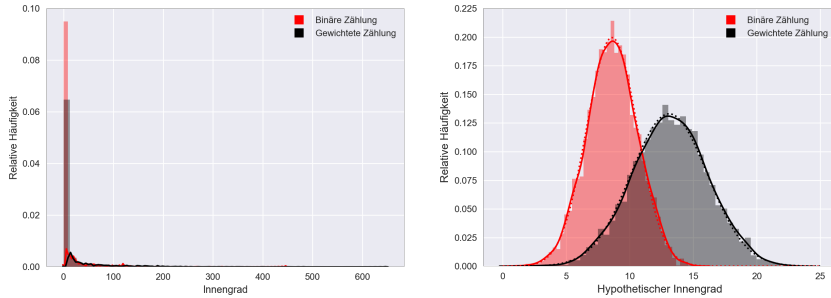 0.10
0.08
0.06
0.04
0.02
0.00
Relative Häufigkeit
Binäre Zählung
Gewichtete Zählung
0 100 200 300 400 500 600
Innengrad
0.225
0.200
0.175
0.150
0.125
0.100
0.075
0.050
0.025
0.000
Relative Häufigkeit
Binäre Zählung
Gewichtete Zählung
0 5 10 15 20 25
Hypothetischer Innengrad